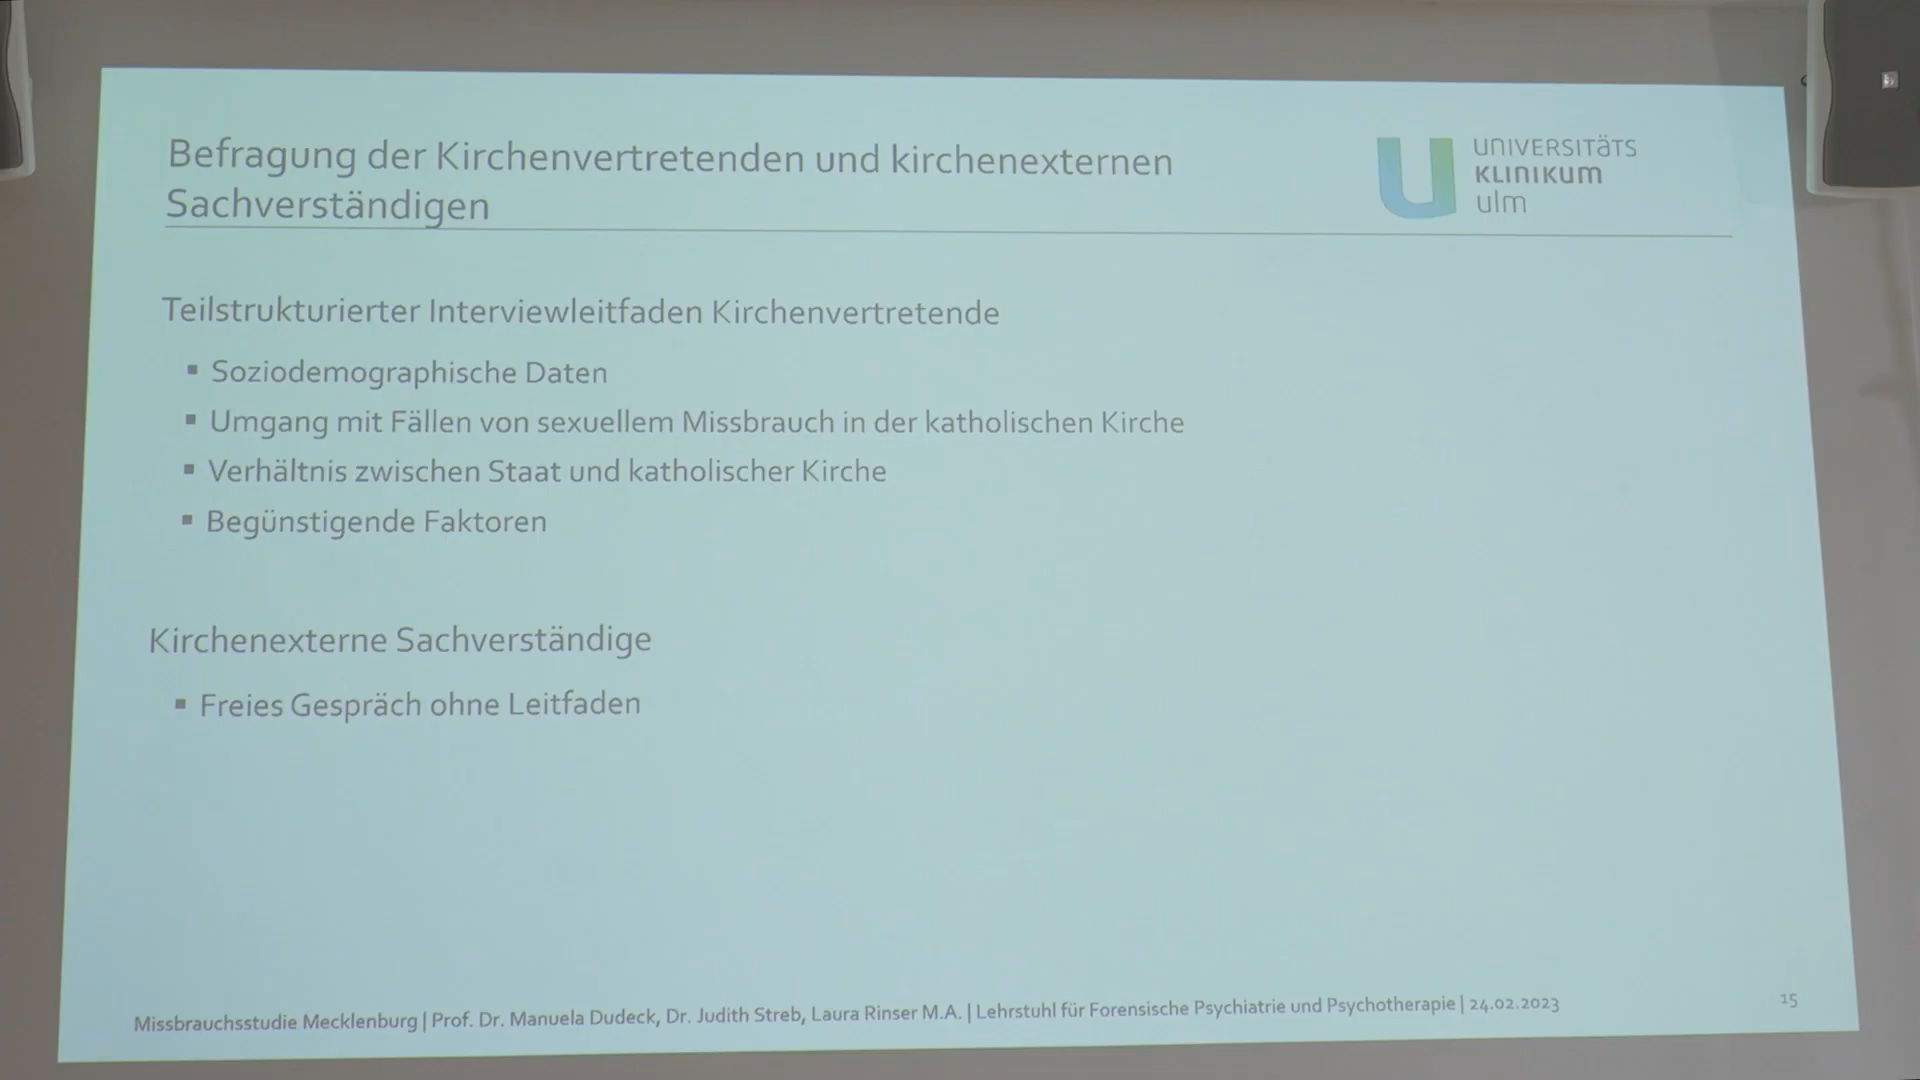 Befragung der Kirchenvertretenden und kirchenexternen
Sachverständigen
UNIVERSITÄTS
KLINIKUM
ulm
Teilstrukturierter Interviewleitfaden Kirchenvertretende
▪ Soziodemographische Daten
▪ Umgang mit Fällen von sexuellem Missbrauch in der katholischen Kirche
▪ Verhältnis zwischen Staat und katholischer Kirche
▪ Begünstigende Faktoren
Kirchenexterne Sachverständige
▪ Freies Gespräch ohne Leitfaden
Missbrauchsstudie Mecklenburg | Prof. Dr. Manuela Dudeck, Dr. Judith Streb, Laura Rinser M.A. | Lehrstuhl für Forensische Psychiatrie und Psychotherapie | 24.02.2023
15